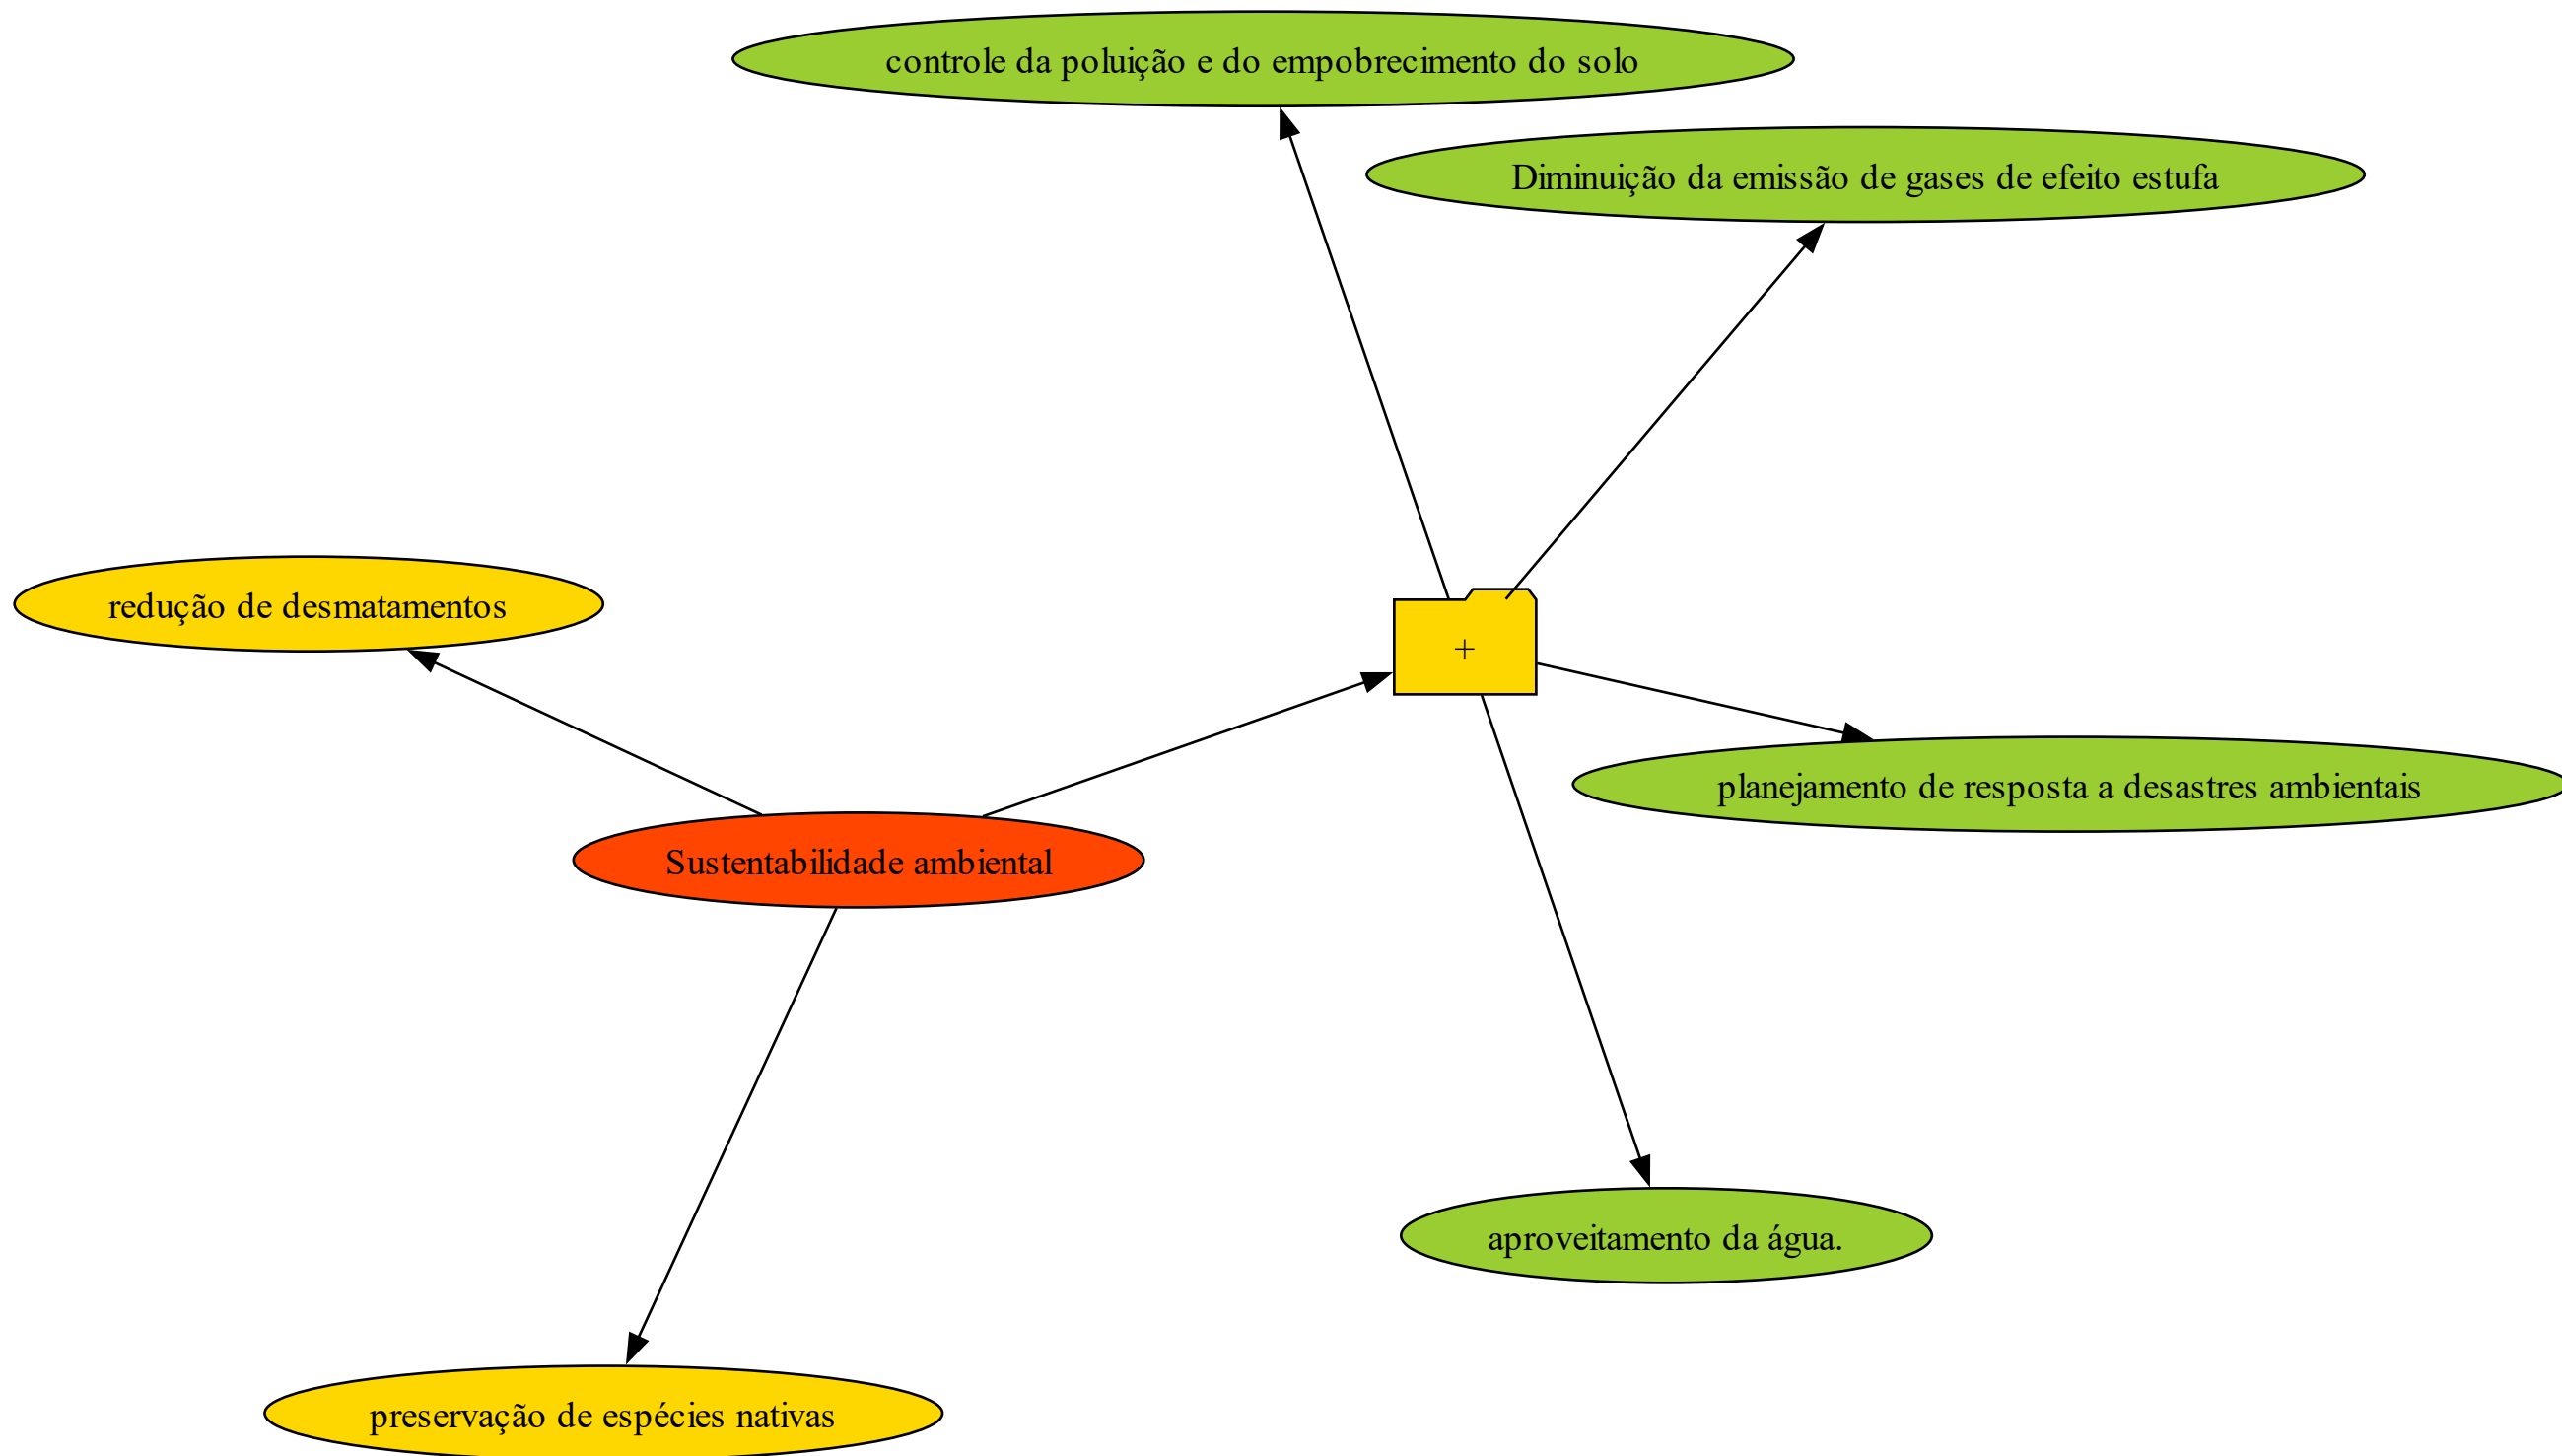 controle da poluição e do empobrecimento do solo
Diminuição da emissão de gases de efeito estufa
redução de desmatamentos
+
planejamento de resposta a desastres ambientais
Sustentabilidade ambiental
aproveitamento da água.
preservação de espécies nativas